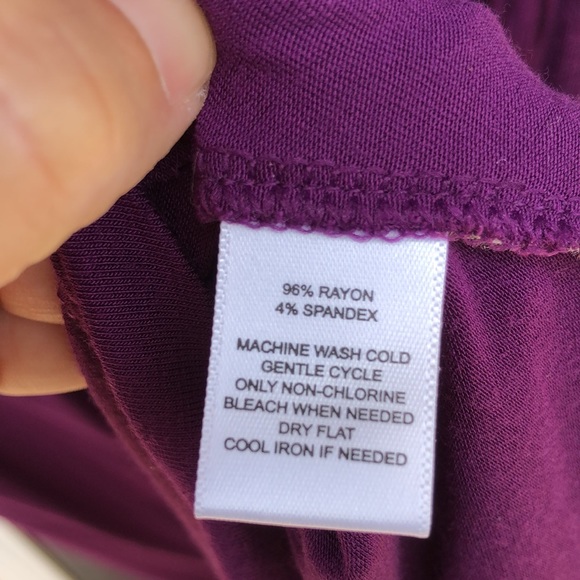 96% RAYON
4% SPANDEX
MACHINE WASH COLD
GENTLE CYCLE
ONLY NON-CHLORINE
BLEACH WHEN NEEDED
DRY FLAT
COOL IRON IF NEEDED